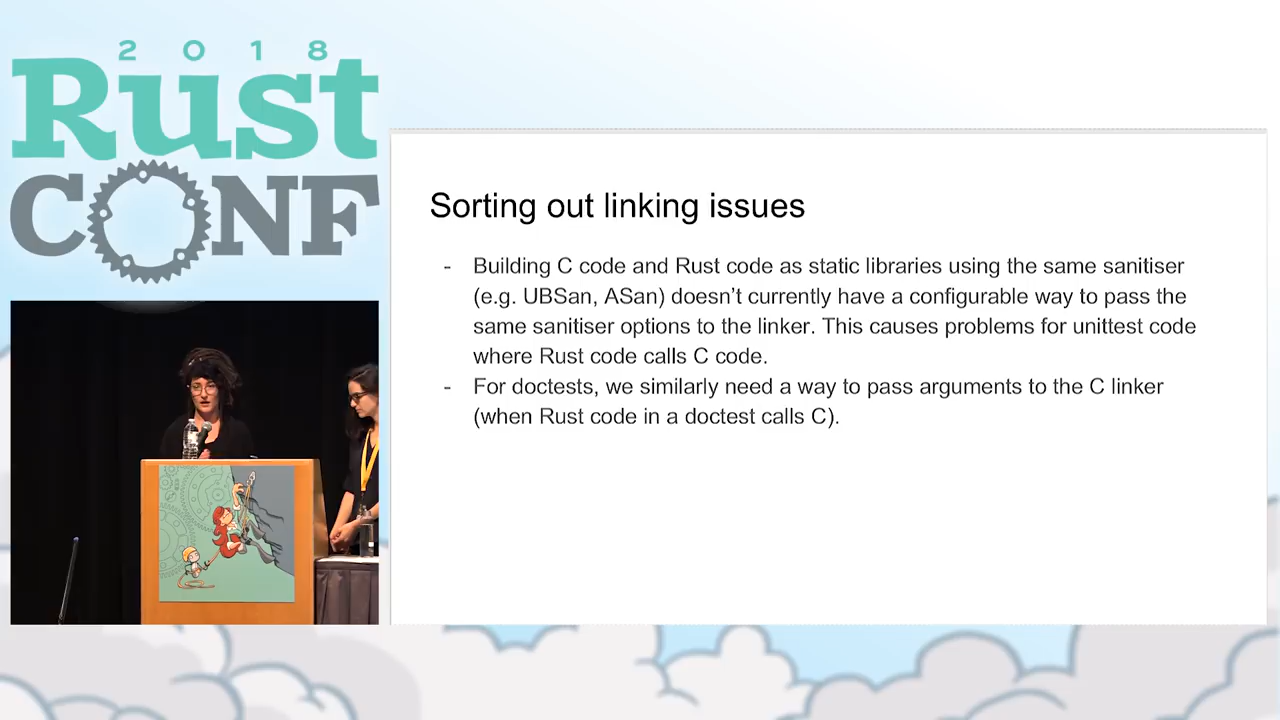 2018
Rust
CONF
Sorting out linking issues
- Building C code and Rust code as static libraries using the same sanitiser
(e.g. UBSan, ASan) doesn’t currently have a configurable way to pass the
same sanitiser options to the linker. This causes problems for unittest code
where Rust code calls C code.
- For doctests, we similarly need a way to pass arguments to the C linker
(when Rust code in a doctest calls C).